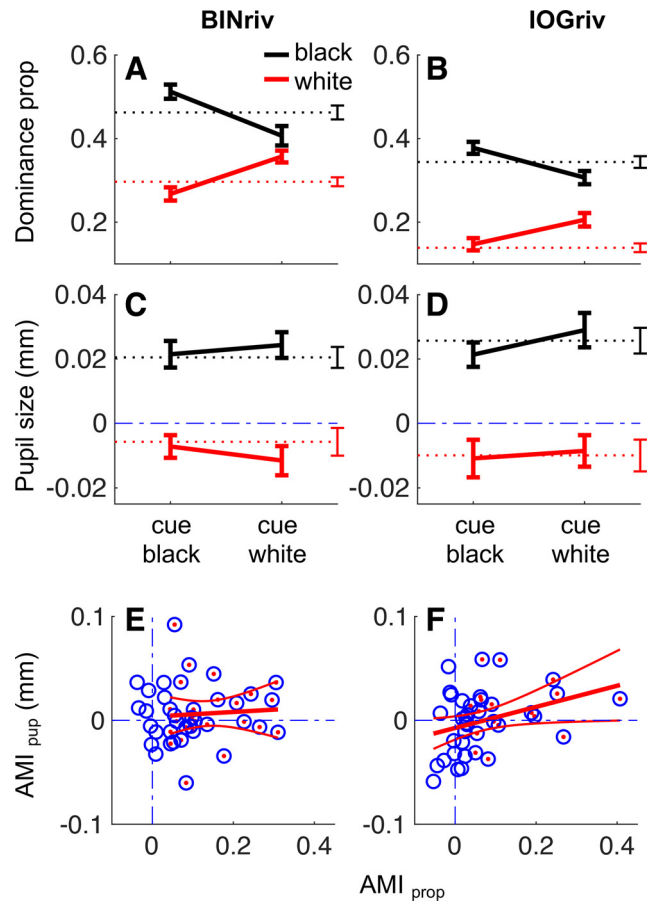 BINriv
IOGriv
black
white
A
B
Dominance prop
0.6
0.4
0.2
0.6
0.4
0.2
C
D
Pupil size (mm)
0.04
0.02
0
-0.02
0.04
0.02
0
-0.02
cue black
cue white
cue black
cue white
E
F
AMI pup (mm)
0.1
0
-0.1
0.1
0
-0.1
0
0.2
0.4
0
0.2
0.4
AMI prop